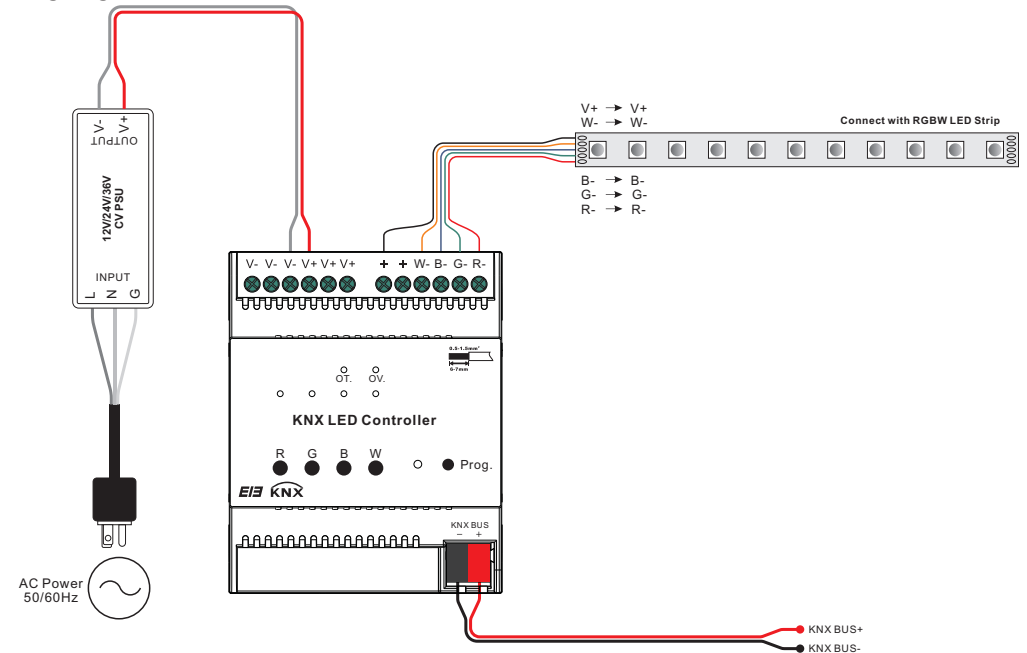 V+ → V+
W- → W-
Connect with RGBW LED Strip
B- → B-
G- → G-
R- → R-
V-
V+
OUTPUT
12V/24V/36V
CV PSU
INPUT
L N G
V- V- V- V+ V+ V+ + + W- B- G- R-
0.5-1.5mm²
6-7mm
OT. OV.
KNX LED Controller
R G B W
Prog.
EIB KNX
KNX BUS
− +
AC Power
50/60Hz
KNX BUS+
KNX BUS-